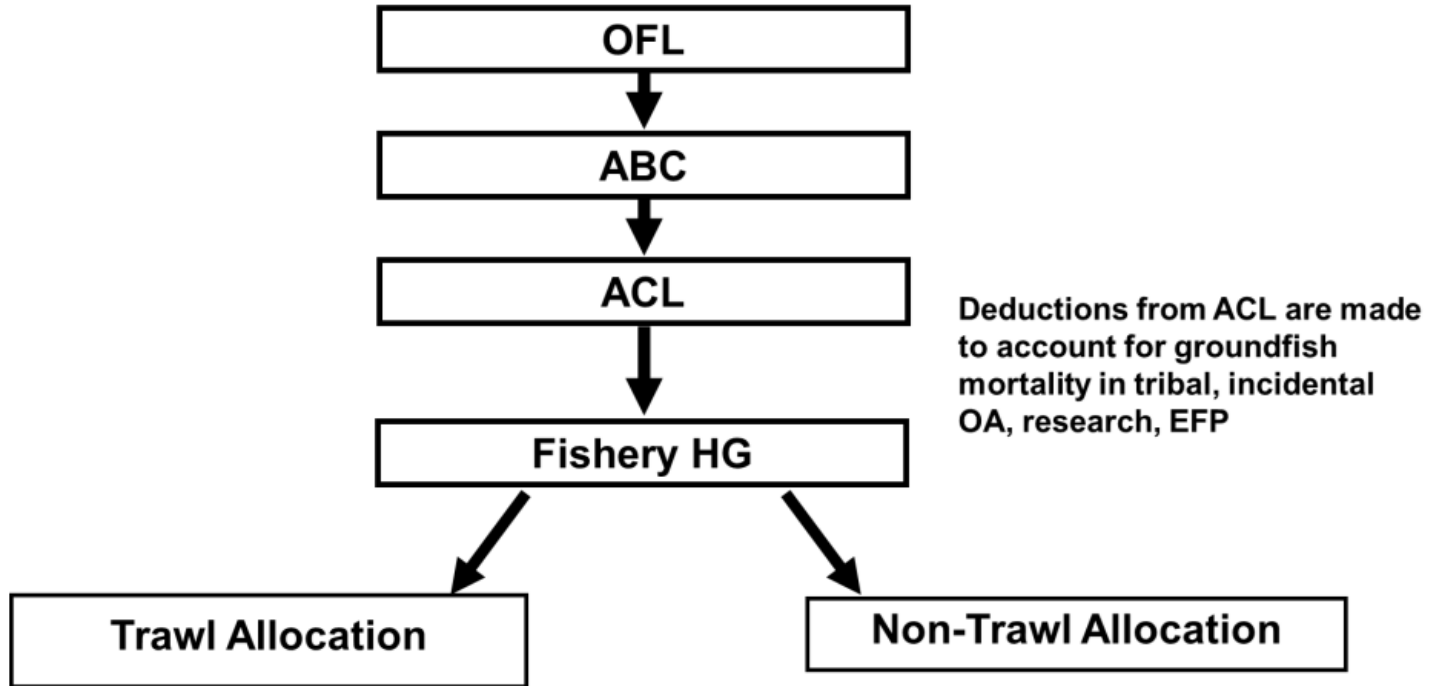 OFL
ABC
ACL
Deductions from ACL are made
to account for groundfish
mortality in tribal, incidental
OA, research, EFP
Fishery HG
Trawl Allocation
Non-Trawl Allocation